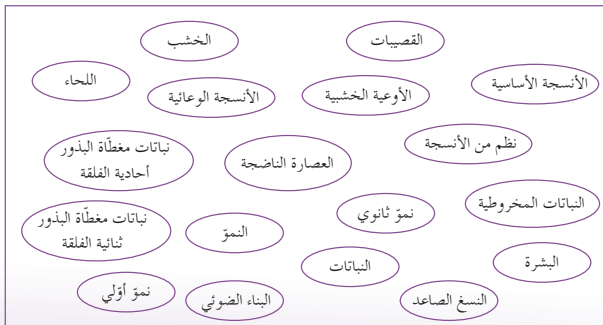 القصيبات
الخشب
الأنسجة الأساسية
الأوعية الخشبية
الأنسجة الوعائية
اللحاء
نظم من الأنسجة
العصارة الناضجة
نباتات مغطّاة البذور
أحادية الفلقة
النباتات المخروطية
نموّ ثانوي
النموّ
نباتات مغطّاة البذور
ثنائية الفلقة
البشرة
النباتات
النسغ الصاعد
البناء الضوئي
نموّ أوّلي